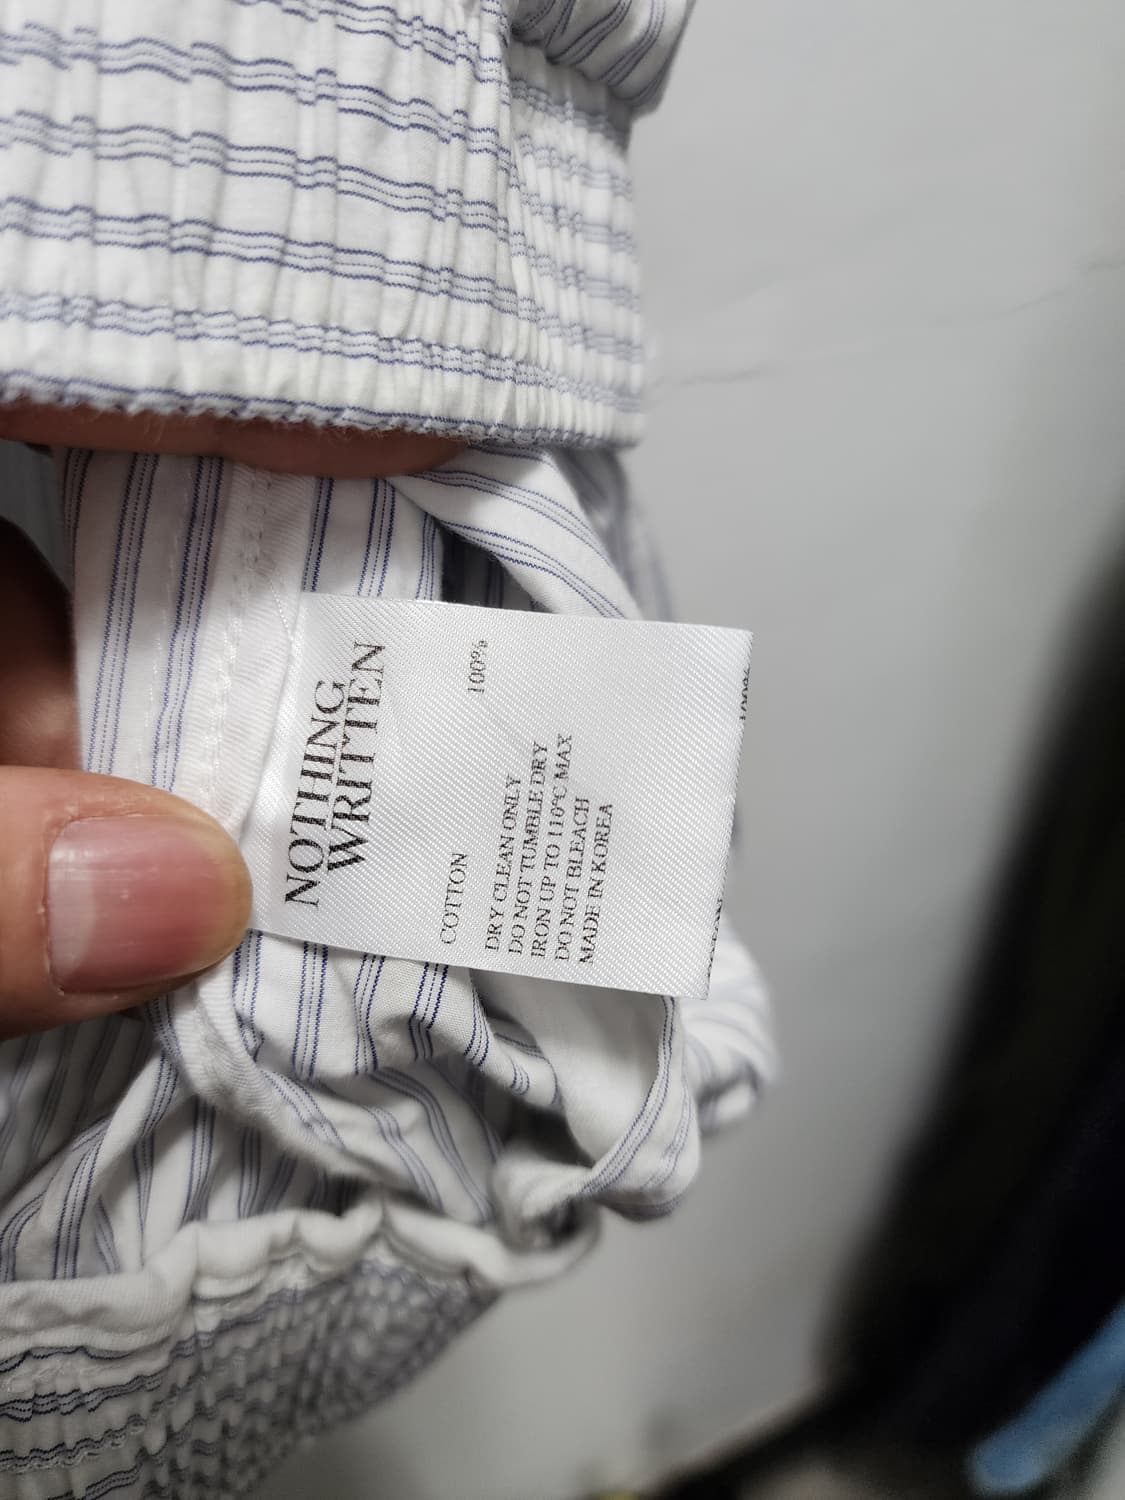 NOTHING
WRITTEN
COTTON 100%
DRY CLEAN ONLY
DO NOT TUMBLE DRY
IRON UP TO 110°C MAX
DO NOT BLEACH
MADE IN KOREA